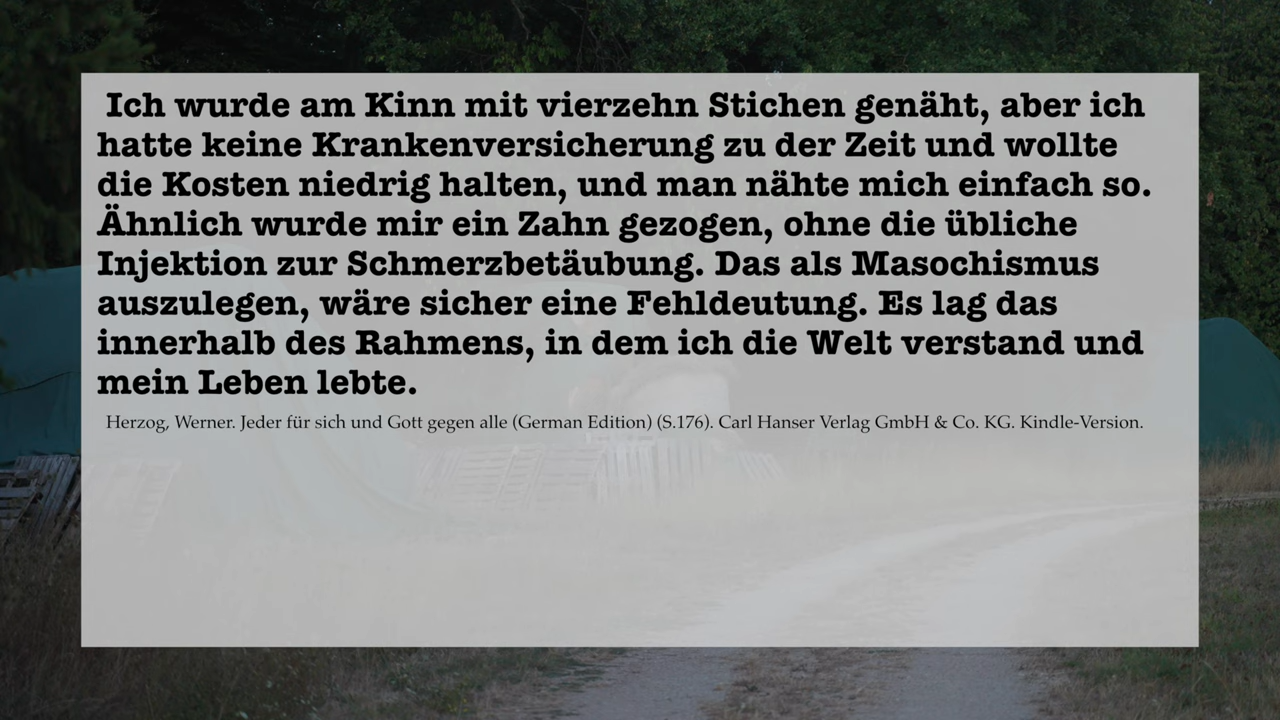 Ich wurde am Kinn mit vierzehn Stichen genäht, aber ich
hatte keine Krankenversicherung zu der Zeit und wollte
die Kosten niedrig halten, und man nähte mich einfach so.
Ähnlich wurde mir ein Zahn gezogen, ohne die übliche
Injektion zur Schmerzbetäubung. Das als Masochismus
auszulegen, wäre sicher eine Fehldeutung. Es lag das
innerhalb des Rahmens, in dem ich die Welt verstand und
mein Leben lebte.
Herzog, Werner. Jeder für sich und Gott gegen alle (German Edition) (S.176). Carl Hanser Verlag GmbH & Co. KG. Kindle-Version.